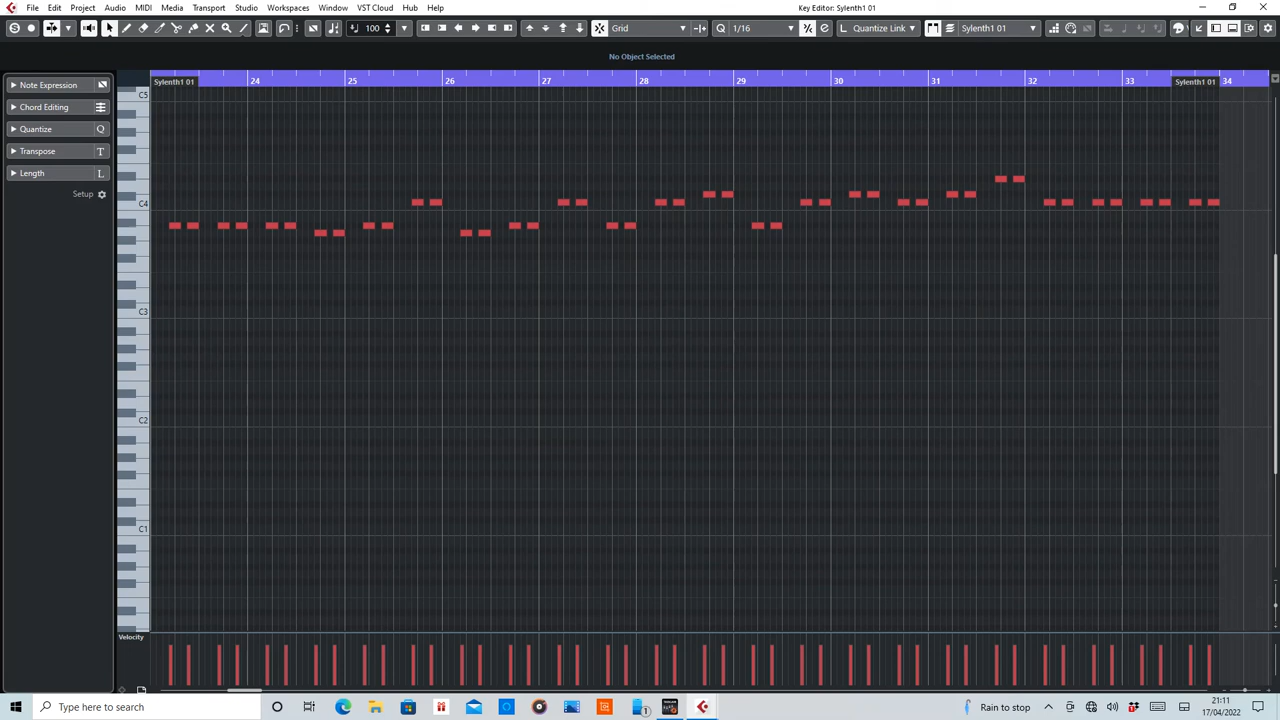 File Edit Project Audio MIDI Media Transport Studio Workspaces Window VST Cloud Hub Help
Key Editor: Sylenth1 01
100 Grid Q 1/16 Quantize Link Sylenth1 01
No Object Selected
Sylenth1 01 24 25 26 27 28 29 30 31 32 33 Sylenth1 01 34
Note Expression
Chord Editing
Quantize Q
Transpose T
Length L
Setup
C5
C4
C3
C2
C1
Velocity
Type here to search
1
Rain to stop
21:11
17/04/2022